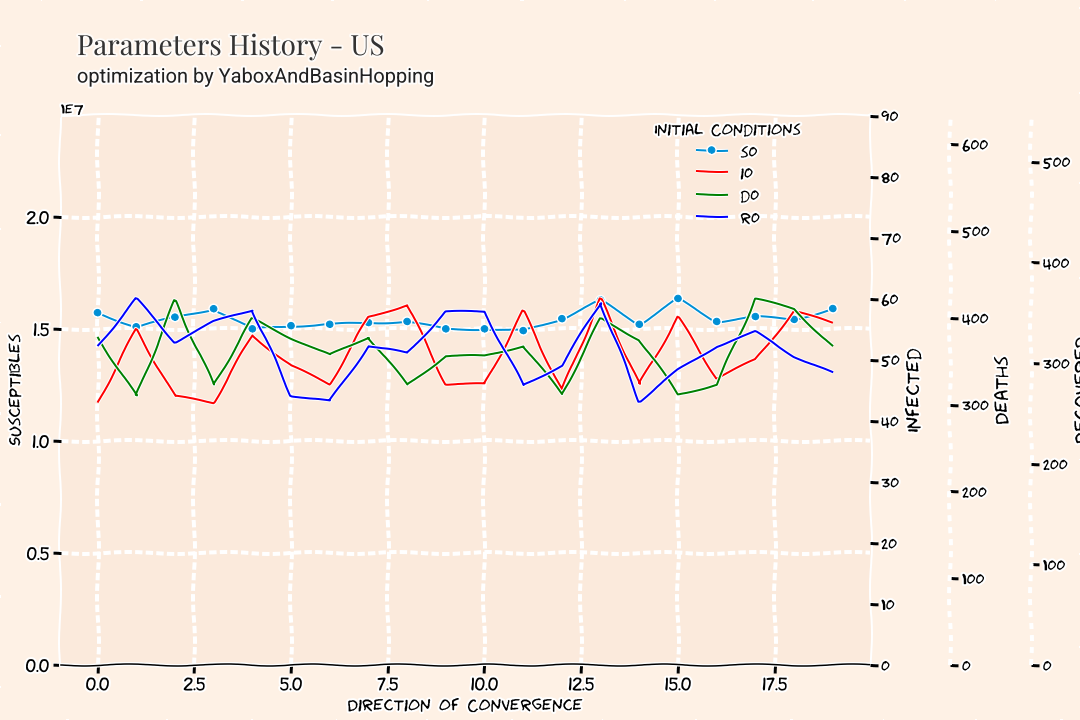 Parameters History - US
optimization by YaboxAndBasinHopping
1E7
INITIAL CONDITIONS
S0
I0
D0
R0
2.0
1.5
1.0
0.5
0.0
SUSCEPTIBLES
0.0 2.5 5.0 7.5 10.0 12.5 15.0 17.5
DIRECTION OF CONVERGENCE
90
80
70
60
50
40
30
20
10
0
INFECTED
600
500
400
300
200
100
0
DEATHS
500
400
300
200
100
0